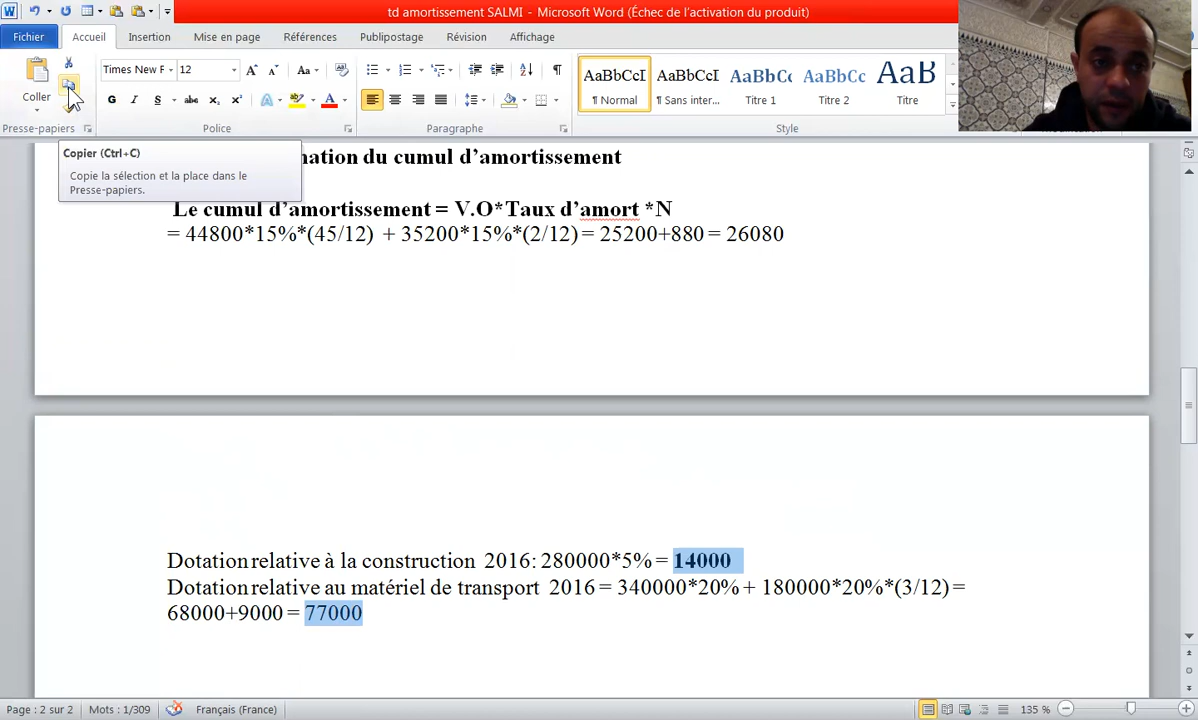 td amortissement SALMI - Microsoft Word (Échec de l'activation du produit)
Fichier Accueil Insertion Mise en page Références Publipostage Révision Affichage
Coller
Times New F 12
G I S abc x₂ x²
AaBbCcI AaBbCcI AaBbCc AaBbCc AaB
¶ Normal ¶ Sans inter... Titre 1 Titre 2 Titre
Presse-papiers Police Paragraphe Style
Copier (Ctrl+C)
Copie la sélection et la place dans le
Presse-papiers.
nation du cumul d'amortissement
Le cumul d'amortissement = V.O*Taux d'amort *N
= 44800*15%*(45/12) + 35200*15%*(2/12) = 25200+880 = 26080
Dotation relative à la construction 2016: 280000*5% = 14000
Dotation relative au matériel de transport 2016 = 340000*20% + 180000*20%*(3/12) =
68000+9000 = 77000
Page : 2 sur 2 Mots : 1/309 Français (France) 135 %